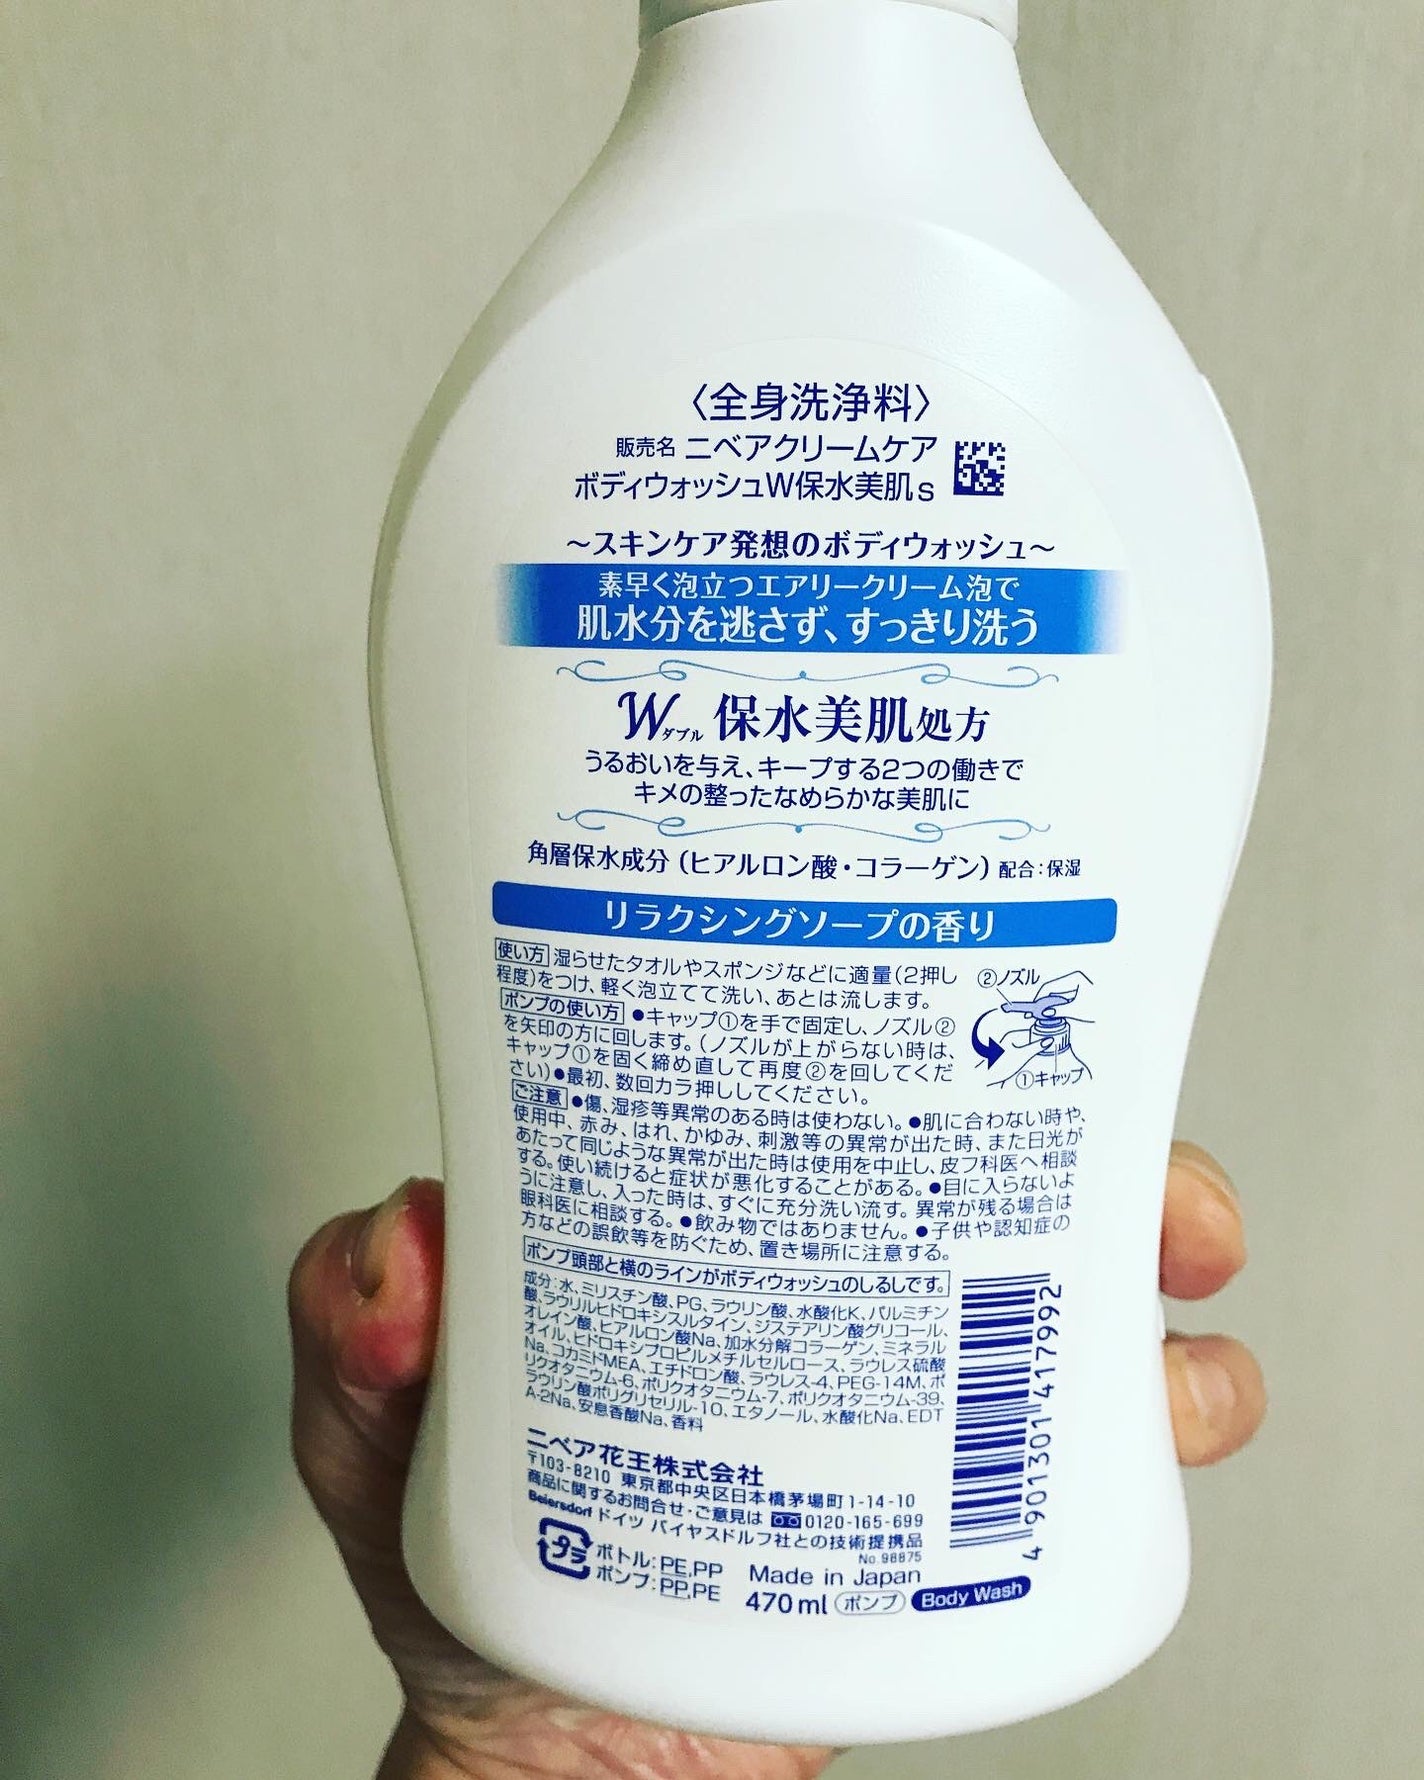 〈全身洗浄料〉
販売名 ニベアクリームケア
ボディウォッシュW保水美肌s
～スキンケア発想のボディウォッシュ～
素早く泡立つエアリークリーム泡で
肌水分を逃さず、すっきり洗う
Wダブル 保水美肌処方
うるおいを与え、キープする2つの働きで
キメの整ったなめらかな美肌に
角層保水成分（ヒアルロン酸・コラーゲン）配合：保湿
リラクシングソープの香り
使い方 湿らせたタオルやスポンジなどに適量（2押し
程度）をつけ、軽く泡立てて洗い、あとは流します。
ポンプの使い方 ●キャップ①を手で固定し、ノズル②
を矢印の方に回します。（ノズルが上がらない時は、
キャップ①を固く締め直して再度②を回してくだ
さい）●最初、数回カラ押ししてください。
②ノズル
①キャップ
ご注意 ●傷、湿疹等異常のある時は使わない。●肌に合わない時や、
使用中、赤み、はれ、かゆみ、刺激等の異常が出た時、また日光が
あたって同じような異常が出た時は使用を中止し、皮フ科医へ相談
する。使い続けると症状が悪化することがある。●目に入らないよ
うに注意し、入った時は、すぐに充分洗い流す。異常が残る場合は
眼科医に相談する。●飲み物ではありません。●子供や認知症の
方などの誤飲等を防ぐため、置き場所に注意する。
ポンプ頭部と横のラインがボディウォッシュのしるしです。
成分：水、ミリスチン酸、PG、ラウリン酸、水酸化K、パルミチン
酸、ラウリルヒドロキシスルタイン、ジステアリン酸グリコール、
オレイン酸、ヒアルロン酸Na、加水分解コラーゲン、ミネラル
オイル、ヒドロキシプロピルメチルセルロース、ラウレス硫酸
Na、コカミドMEA、エチドロン酸、ラウレス-4、PEG-14M、ポ
リクオタニウム-6、ポリクオタニウム-7、ポリクオタニウム-39、
ラウリン酸ポリグリセリル-10、エタノール、水酸化Na、EDT
A-2Na、安息香酸Na、香料
4 901301 417992
ニベア花王株式会社
〒103-8210 東京都中央区日本橋茅場町1-14-10
商品に関するお問合せ・ご意見は 0120-165-699
Beiersdorf ドイツ バイヤスドルフ社との技術提携品
No.98875
プラ
ボトル：PE,PP
ポンプ：PP,PE
Made in Japan
470ml ポンプ Body Wash